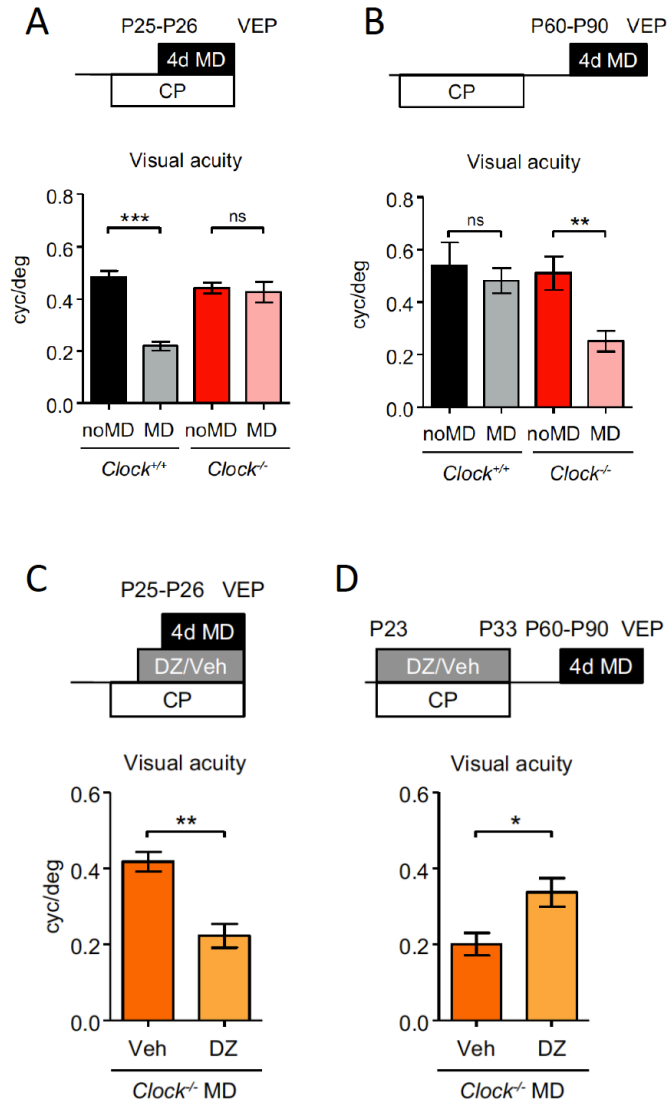 A
P25-P26 VEP
4d MD
CP
Visual acuity
cyc/deg
0.8
0.6
0.4
0.2
0.0
***
ns
noMD MD noMD MD
Clock+/+ Clock-/-
B
P60-P90 VEP
4d MD
CP
Visual acuity
cyc/deg
0.8
0.6
0.4
0.2
0.0
ns
**
noMD MD noMD MD
Clock+/+ Clock-/-
C
P25-P26 VEP
4d MD
DZ/Veh
CP
Visual acuity
cyc/deg
0.6
0.4
0.2
0.0
**
Veh DZ
Clock-/- MD
D
P23 P33 P60-P90 VEP
DZ/Veh 4d MD
CP
Visual acuity
0.6
0.4
0.2
0.0
*
Veh DZ
Clock-/- MD